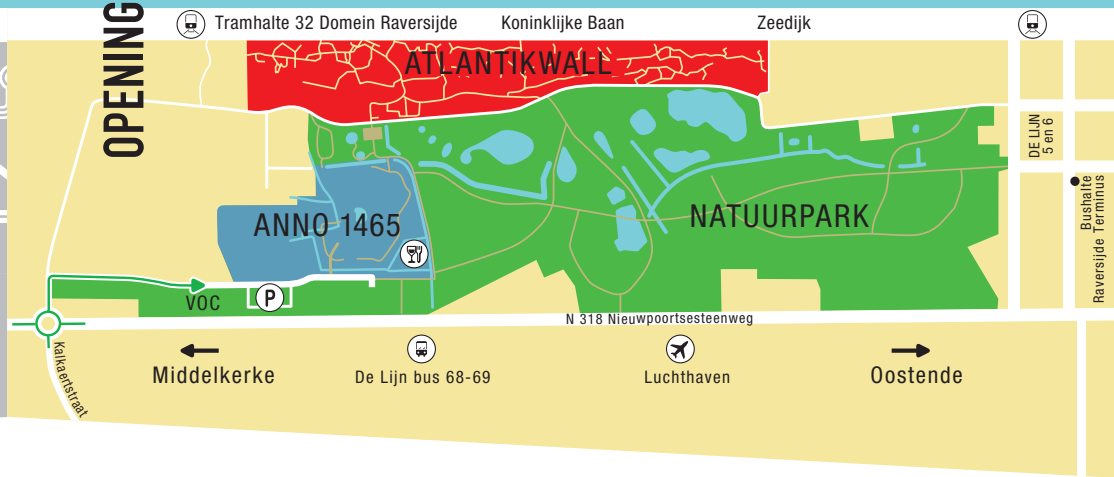 Tramhalte 32 Domein Raversijde
Koninklijke Baan
Zeedijk
OPENING
ATLANTIKWALL
DE LIJN
5 en 6
Bushalte
Raversijde Terminus
ANNO 1465
NATUURPARK
VOC
P
N 318 Nieuwpoortsesteenweg
Kalkaertstraat
Middelkerke
De Lijn bus 68-69
Luchthaven
Oostende